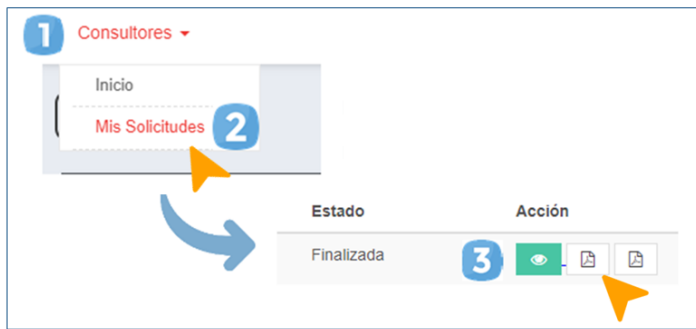 1 Consultores
Inicio
Mis Solicitudes 2
Estado Acción
Finalizada 3